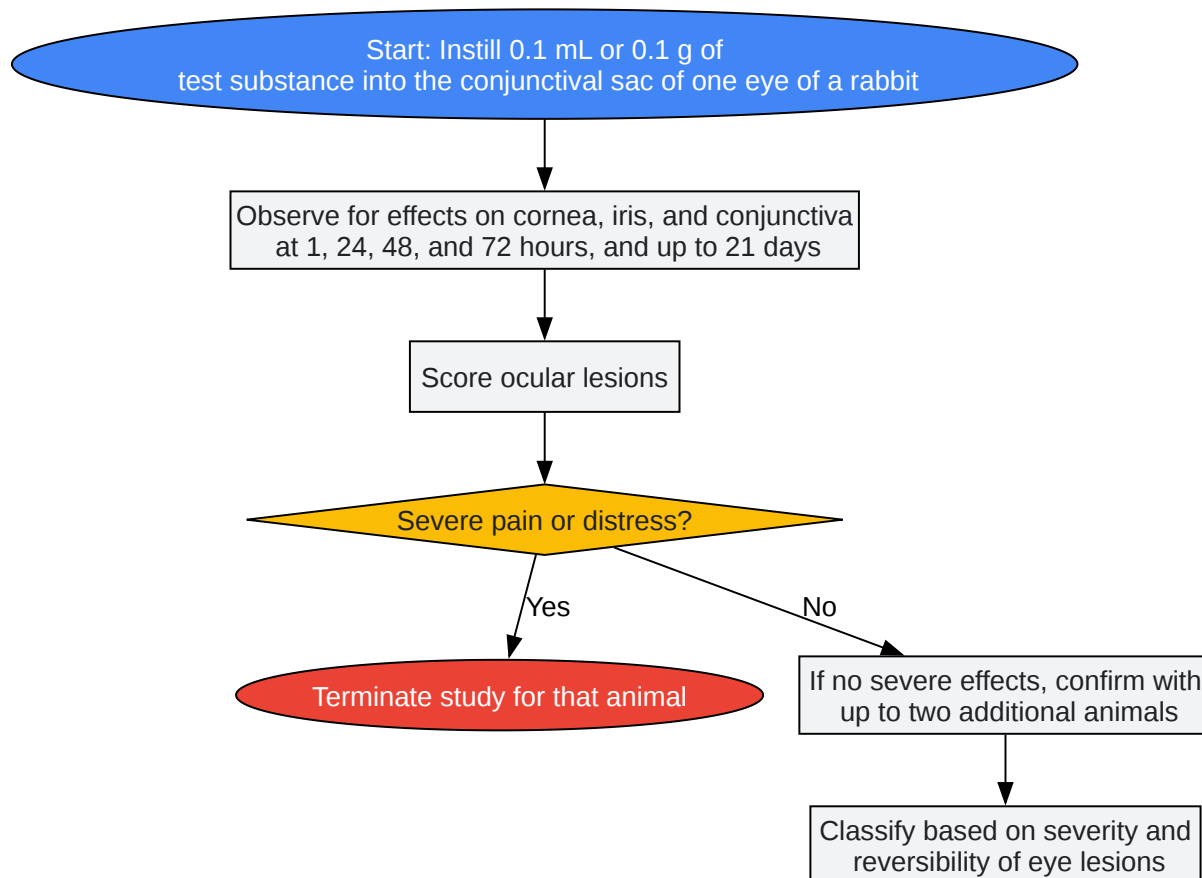 Start: Instill 0.1 mL or 0.1 g of
test substance into the conjunctival sac of one eye of a rabbit
Observe for effects on cornea, iris, and conjunctiva
at 1, 24, 48, and 72 hours, and up to 21 days
Score ocular lesions
Severe pain or distress?
Yes
No
Terminate study for that animal
If no severe effects, confirm with
up to two additional animals
Classify based on severity and
reversibility of eye lesions